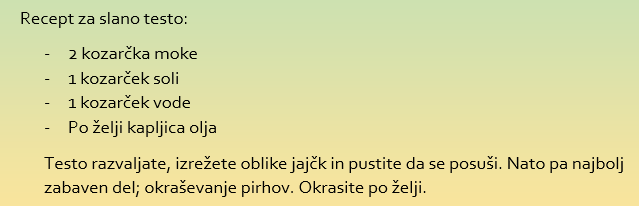 Recept za slano testo:
- 2 kozarčka moke
- 1 kozarček soli
- 1 kozarček vode
- Po želji kapljica olja
Testo razvaljate, izrežete oblike jajčk in pustite da se posuši. Nato pa najbolj
zabaven del; okraševanje pirhov. Okrasite po želji.